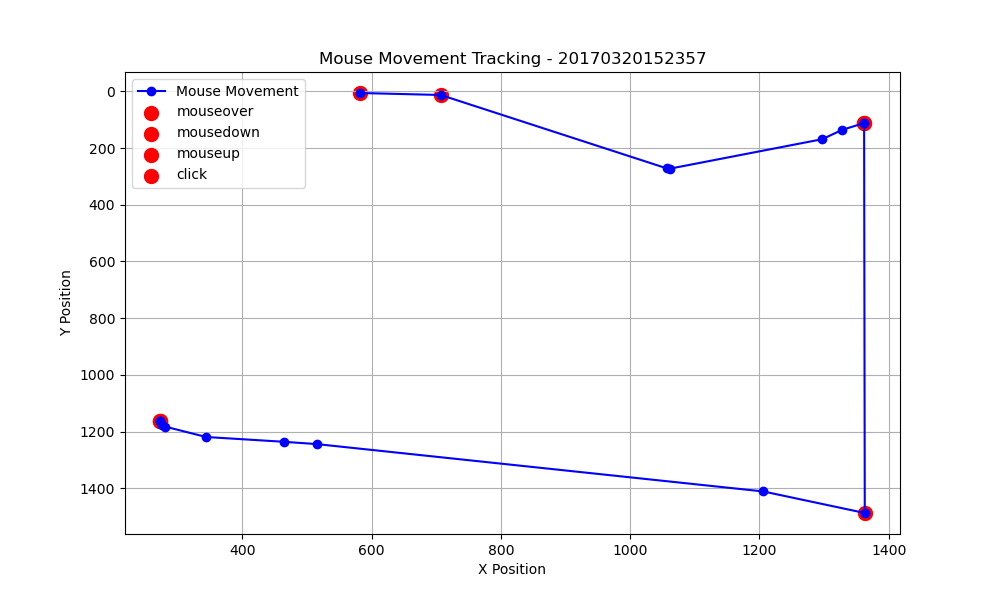 Mouse Movement Tracking - 20170320152357
Mouse Movement
mouseover
mousedown
mouseup
click
0
200
400
600
800
1000
1200
1400
Y Position
400 600 800 1000 1200 1400
X Position